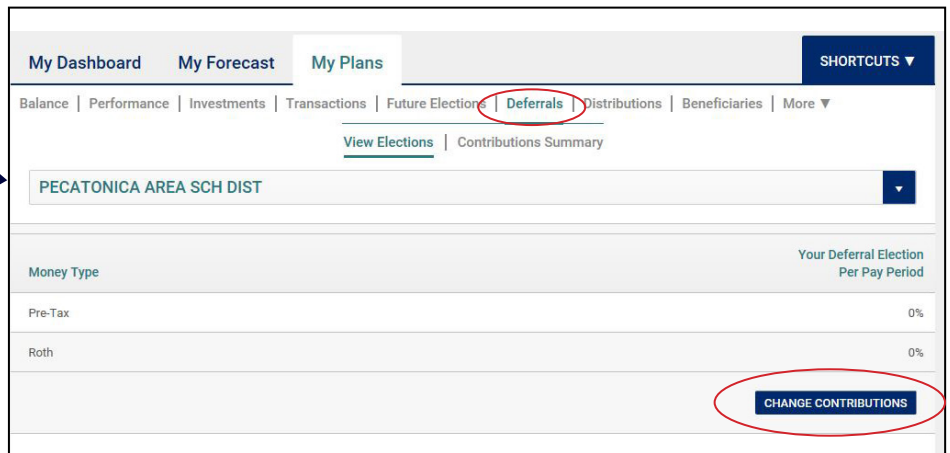 My Dashboard My Forecast My Plans SHORTCUTS ▼
Balance | Performance | Investments | Transactions | Future Elections | Deferrals | Distributions | Beneficiaries | More ▼
View Elections | Contributions Summary
PECATONICA AREA SCH DIST
Your Deferral Election
Money Type Per Pay Period
Pre-Tax 0%
Roth 0%
CHANGE CONTRIBUTIONS